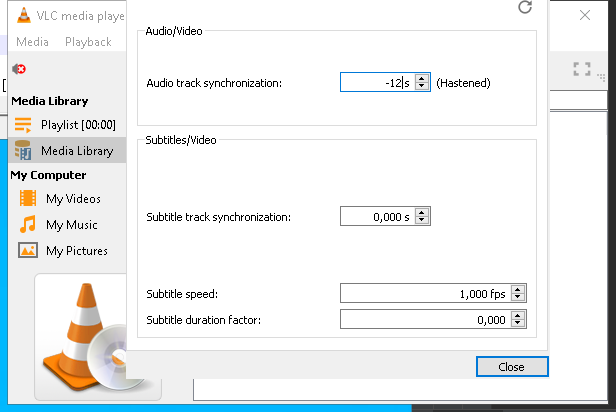 VLC media playe
Media Playback
Audio/Video
Audio track synchronization: -12 s (Hastened)
Media Library
Playlist [00:00]
Media Library
Subtitles/Video
My Computer
My Videos
My Music
Subtitle track synchronization: 0,000 s
My Pictures
Subtitle speed: 1,000 fps
Subtitle duration factor: 0,000
Close